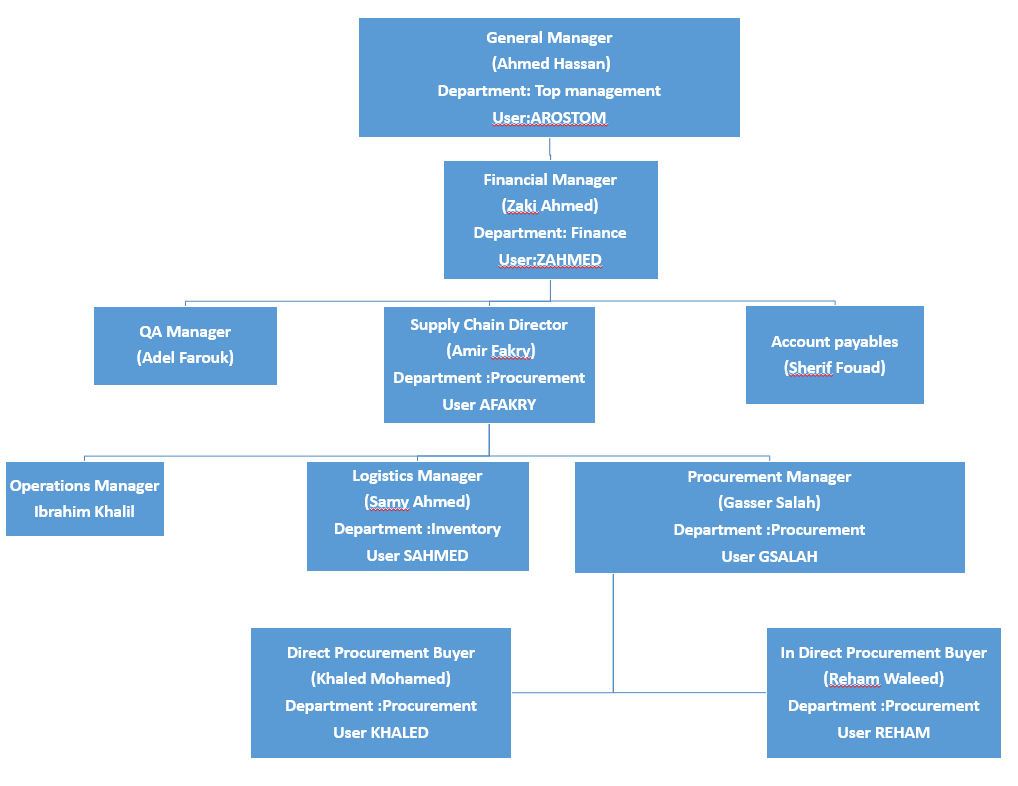 General Manager
(Ahmed Hassan)
Department: Top management
User:AROSTOM
Financial Manager
(Zaki Ahmed)
Department: Finance
User:ZAHMED
QA Manager
(Adel Farouk)
Supply Chain Director
(Amir Fakry)
Department :Procurement
User AFAKRY
Account payables
(Sherif Fouad)
Operations Manager
Ibrahim Khalil
Logistics Manager
(Samy Ahmed)
Department :Inventory
User SAHMED
Procurement Manager
(Gasser Salah)
Department :Procurement
User GSALAH
Direct Procurement Buyer
(Khaled Mohamed)
Department :Procurement
User KHALED
In Direct Procurement Buyer
(Reham Waleed)
Department :Procurement
User REHAM